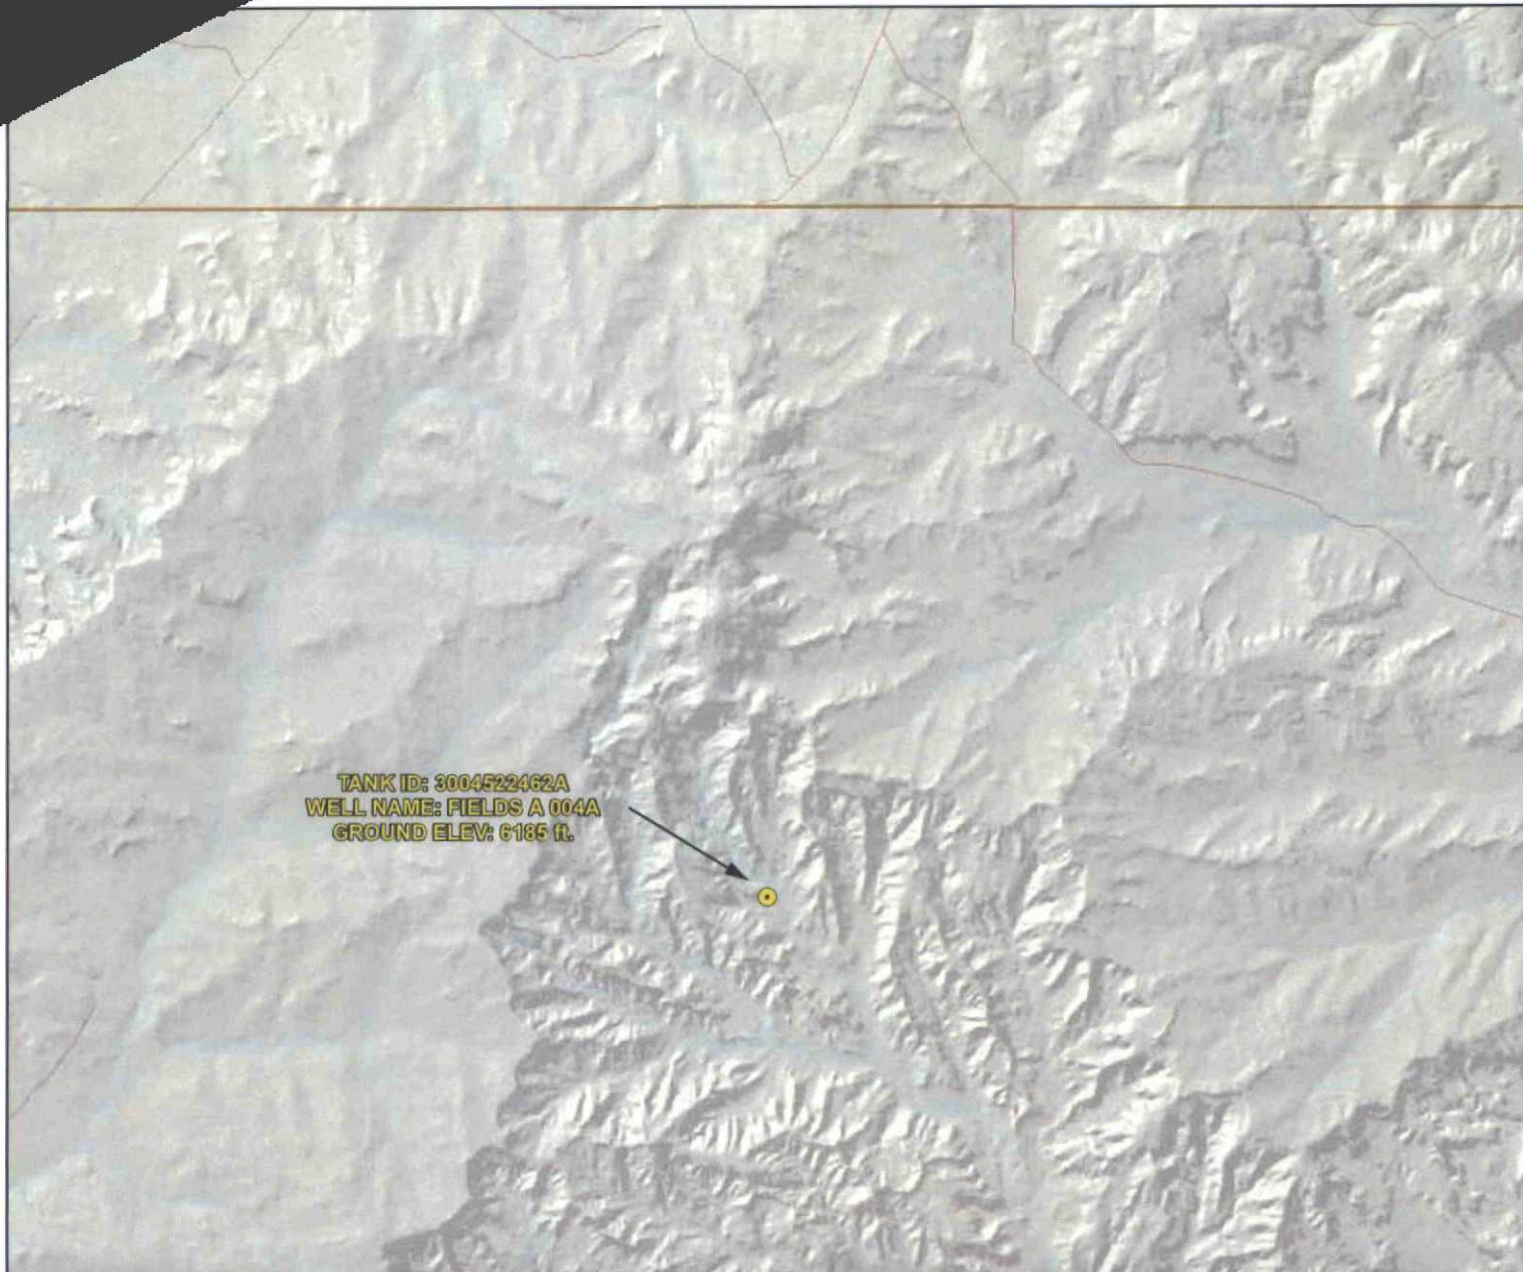 TANK ID: 3004522462A
WELL NAME: FIELDS A 004A
GROUND ELEV: 6185 ft.